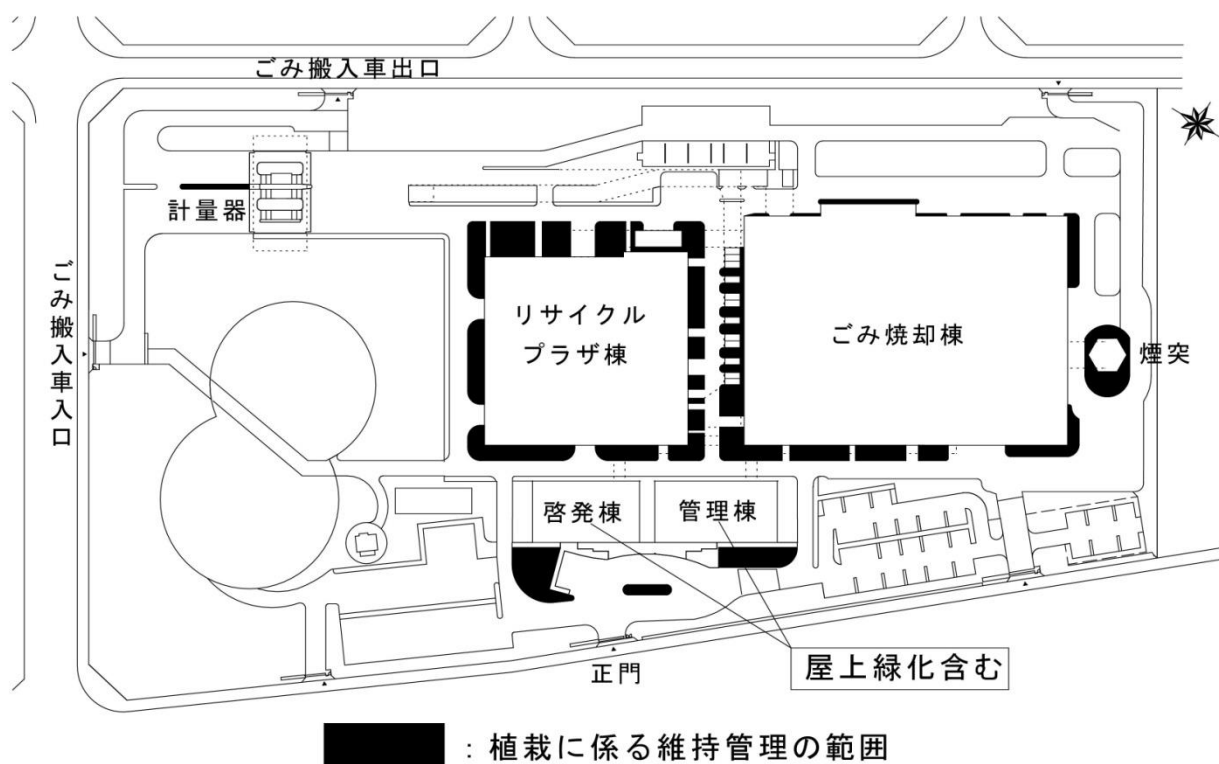 ごみ搬入車出口
計量器
ごみ搬入車入口
リサイクル
プラザ棟
ごみ焼却棟
煙突
啓発棟
管理棟
屋上緑化含む
正門
：植栽に係る維持管理の範囲